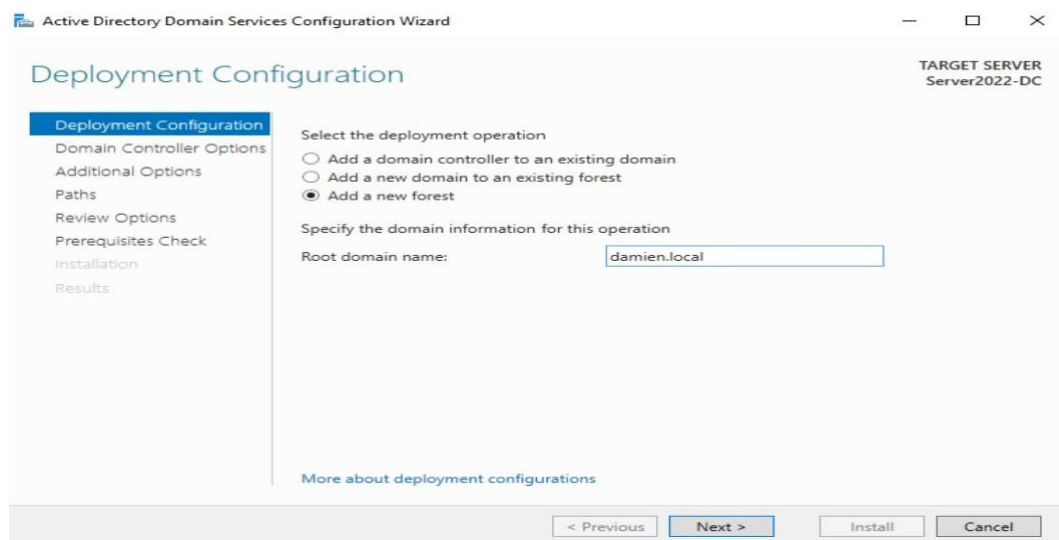 Active Directory Domain Services Configuration Wizard
Deployment Configuration
TARGET SERVER
Server2022-DC
Deployment Configuration
Domain Controller Options
Additional Options
Paths
Review Options
Prerequisites Check
Installation
Results
Select the deployment operation
Add a domain controller to an existing domain
Add a new domain to an existing forest
Add a new forest
Specify the domain information for this operation
Root domain name: damien.local
More about deployment configurations
< Previous Next > Install Cancel